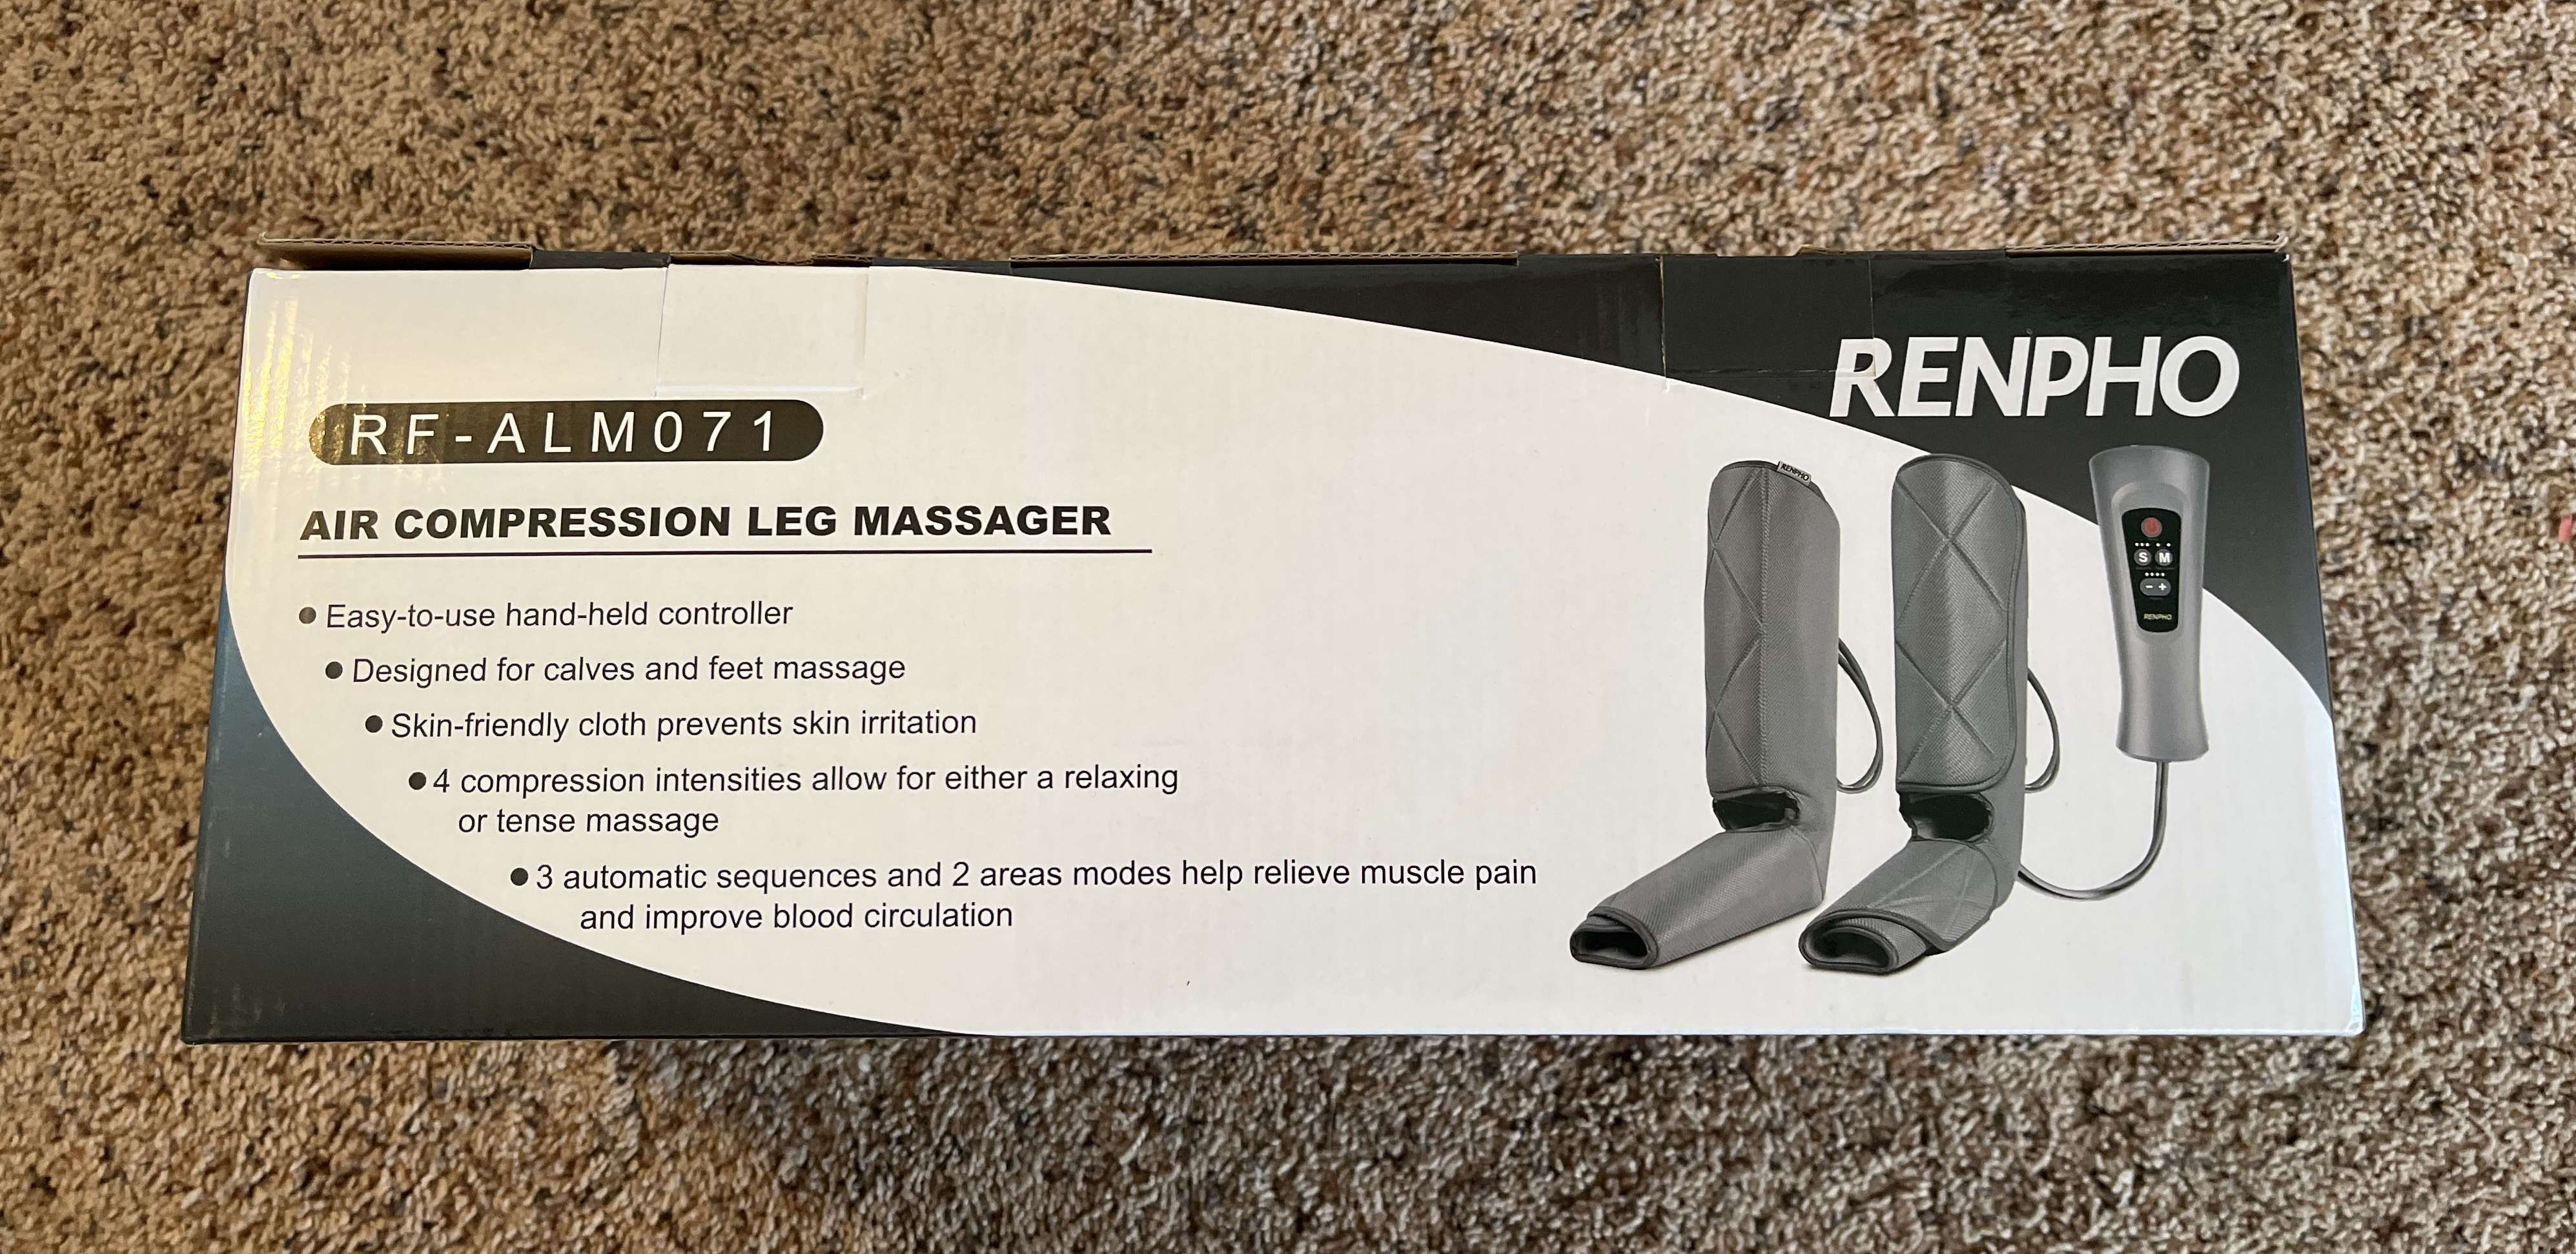 RENPHO
RF-ALM071
AIR COMPRESSION LEG MASSAGER
● Easy-to-use hand-held controller
● Designed for calves and feet massage
● Skin-friendly cloth prevents skin irritation
● 4 compression intensities allow for either a relaxing
or tense massage
● 3 automatic sequences and 2 areas modes help relieve muscle pain
and improve blood circulation
RENPHO
S M
- +
RENPHO